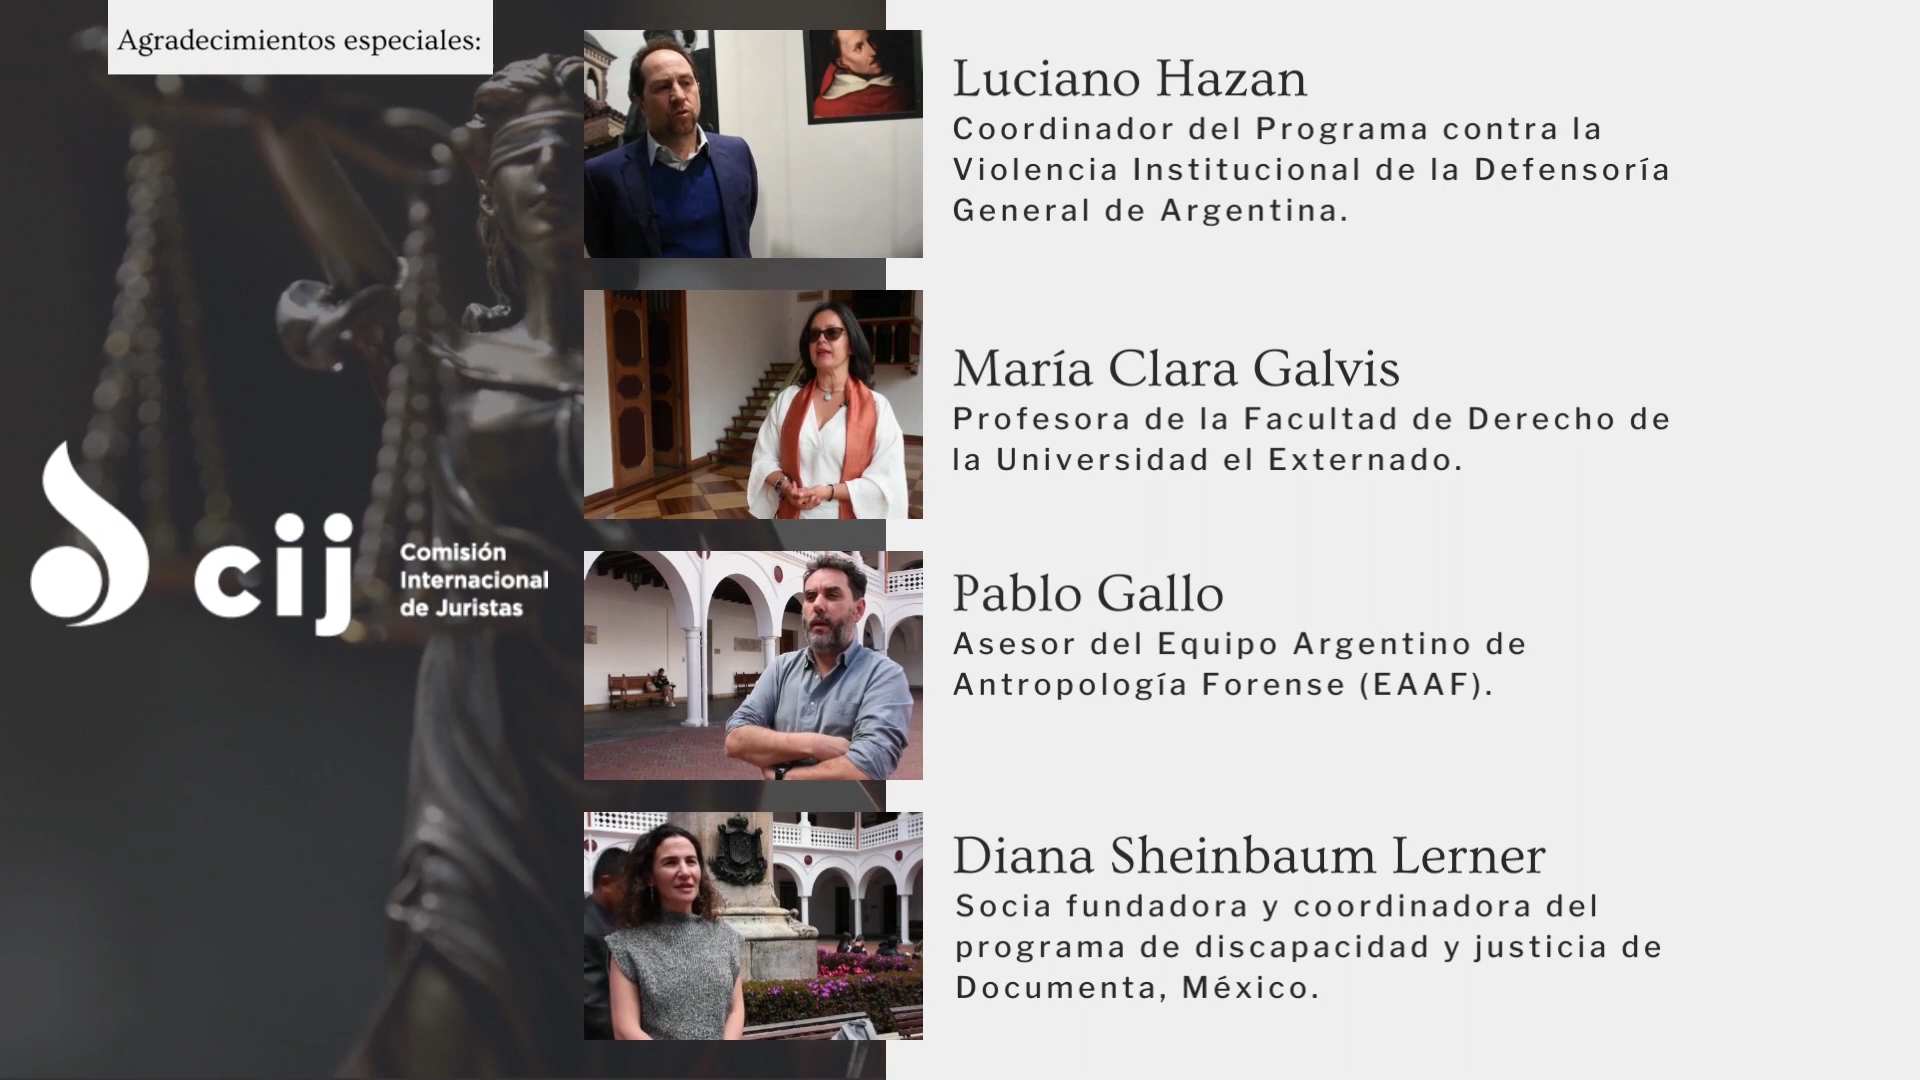 Agradecimientos especiales:
cij
Comisión
Internacional
de Juristas
Luciano Hazan
Coordinador del Programa contra la
Violencia Institucional de la Defensoría
General de Argentina.
María Clara Galvis
Profesora de la Facultad de Derecho de
la Universidad el Externado.
Pablo Gallo
Asesor del Equipo Argentino de
Antropología Forense (EAAF).
Diana Sheinbaum Lerner
Socia fundadora y coordinadora del
programa de discapacidad y justicia de
Documenta, México.